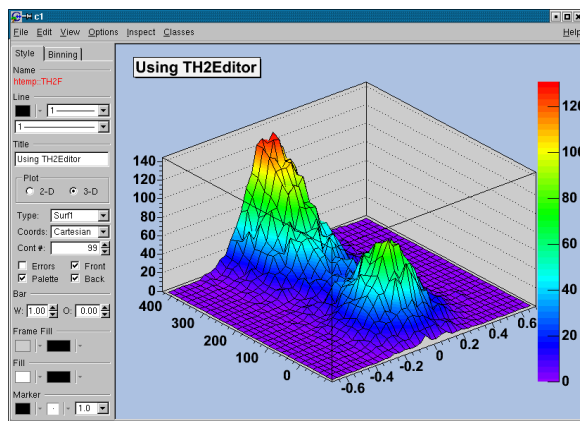 c1
File Edit View Options Inspect Classes Help
Style Binning
Name
htemp::TH2F
Line
1
1
Title
Using TH2Editor
Plot
2-D 3-D
Type: Surf1
Coords: Cartesian
Cont #: 99
Errors Front
Palette Back
Bar
W: 1.00 O: 0.00
Frame Fill
Fill
Marker
1.0
Using TH2Editor
140
120
100
80
60
40
20
0
400
300
200
100
0
-0.6
-0.4
-0.2
0
0.2
0.4
0.6
120
100
80
60
40
20
0